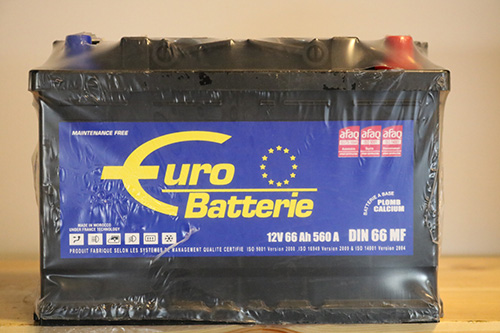 MAINTENANCE FREE
afaq afaq afaq
Euro
Batterie
BATTERIE A BASE
PLOMB
CALCIUM
MADE IN MOROCCO
UNDER FRANCE TECHNOLOGY
12V 66 Ah 560 A DIN 66 MF
PRODUIT FABRIQUE SELON LES SYSTEMES DE MANAGEMENT QUALITE CERTIFIE ISO 9001 Version 2008 & ISO 16949 Version 2009 & ISO 14001 Version 2004